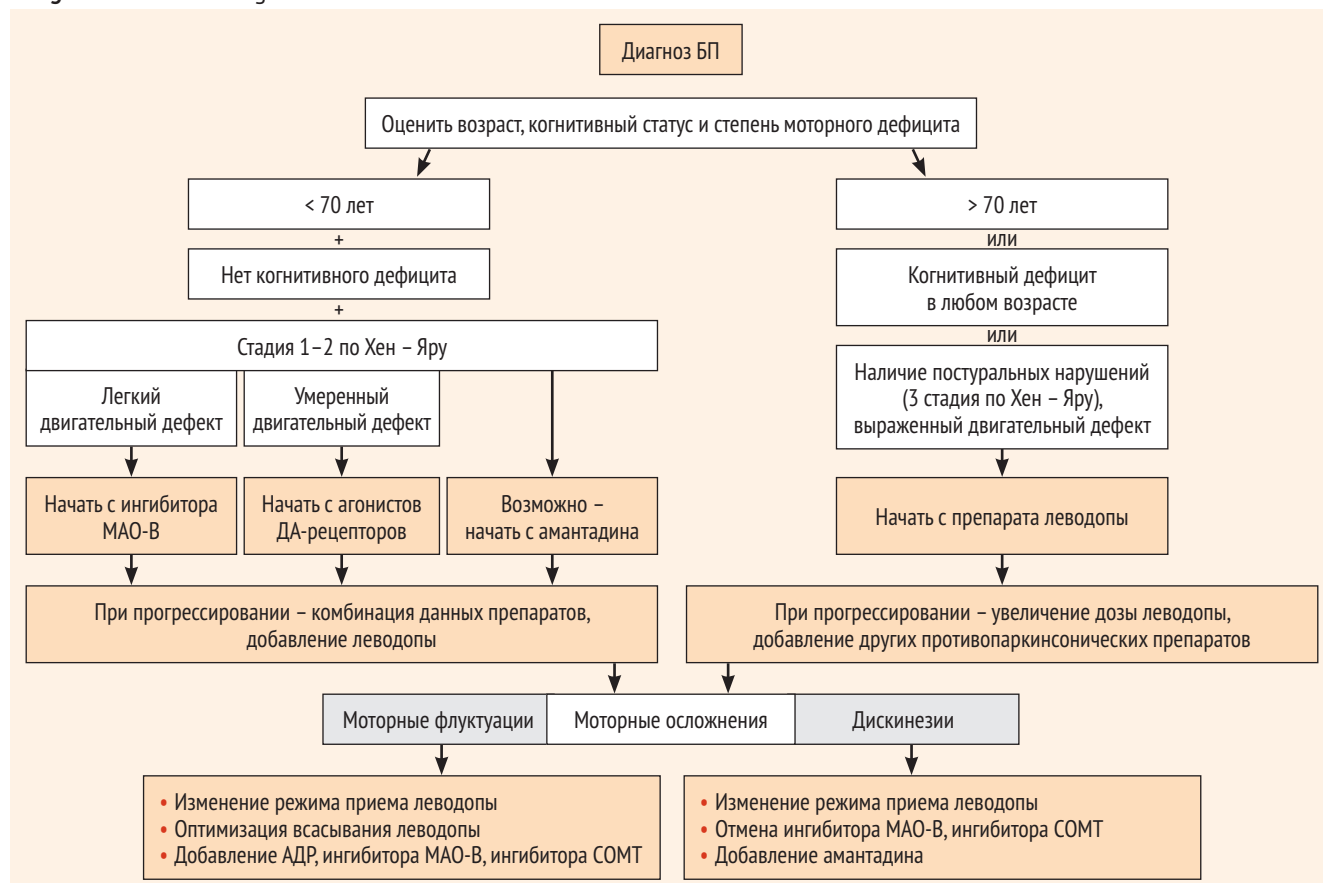 Диагноз БП
Оценить возраст, когнитивный статус и степень моторного дефицита
< 70 лет
+
Нет когнитивного дефицита
+
Стадия 1–2 по Хен – Яру
Легкий
двигательный дефект
Умеренный
двигательный дефект
Начать с ингибитора
МАО-В
Начать с агонистов
ДА-рецепторов
Возможно –
начать с амантадина
При прогрессировании – комбинация данных препаратов,
добавление леводопы
> 70 лет
или
Когнитивный дефицит
в любом возрасте
или
Наличие постуральных нарушений
(3 стадия по Хен – Яру),
выраженный двигательный дефект
Начать с препарата леводопы
При прогрессировании – увеличение дозы леводопы,
добавление других противопаркинсонических препаратов
Моторные флуктуации
Моторные осложнения
Дискинезии
• Изменение режима приема леводопы
• Оптимизация всасывания леводопы
• Добавление АДР, ингибитора МАО-В, ингибитора СОМТ
• Изменение режима приема леводопы
• Отмена ингибитора МАО-В, ингибитора СОМТ
• Добавление амантадина